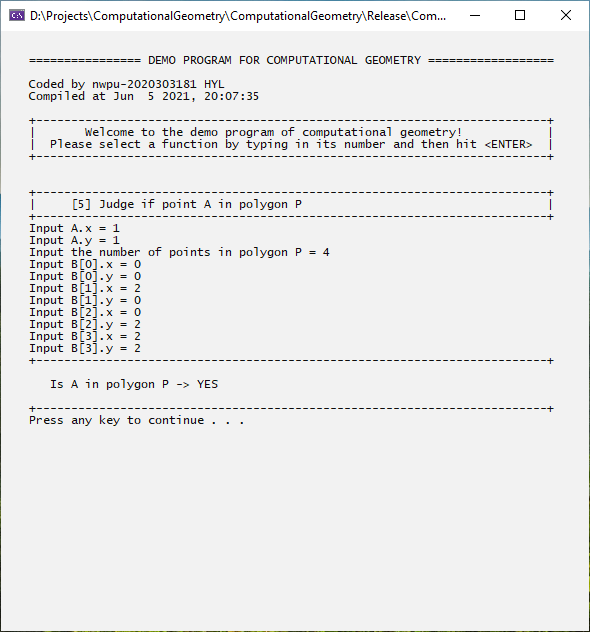 D:\Projects\ComputationalGeometry\ComputationalGeometry\Release\Com...
================ DEMO PROGRAM FOR COMPUTATIONAL GEOMETRY ==================
Coded by nwpu-2020303181 HYL
Compiled at Jun  5 2021, 20:07:35
+-------------------------------------------------------------------------+
|       Welcome to the demo program of computational geometry!            |
|  Please select a function by typing in its number and then hit <ENTER>  |
+-------------------------------------------------------------------------+
+-------------------------------------------------------------------------+
|     [5] Judge if point A in polygon P                                   |
+-------------------------------------------------------------------------+
Input A.x = 1
Input A.y = 1
Input the number of points in polygon P = 4
Input B[0].x = 0
Input B[0].y = 0
Input B[1].x = 2
Input B[1].y = 0
Input B[2].x = 0
Input B[2].y = 2
Input B[3].x = 2
Input B[3].y = 2
+-------------------------------------------------------------------------+
   Is A in polygon P -> YES
+-------------------------------------------------------------------------+
Press any key to continue . . .